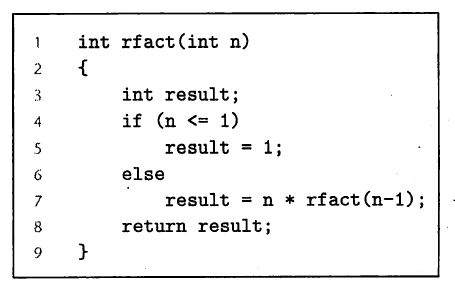 1 int rfact(int n)
2 {
3 int result;
4 if (n <= 1)
5 result = 1;
6 else
7 result = n * rfact(n-1);
8 return result;
9 }